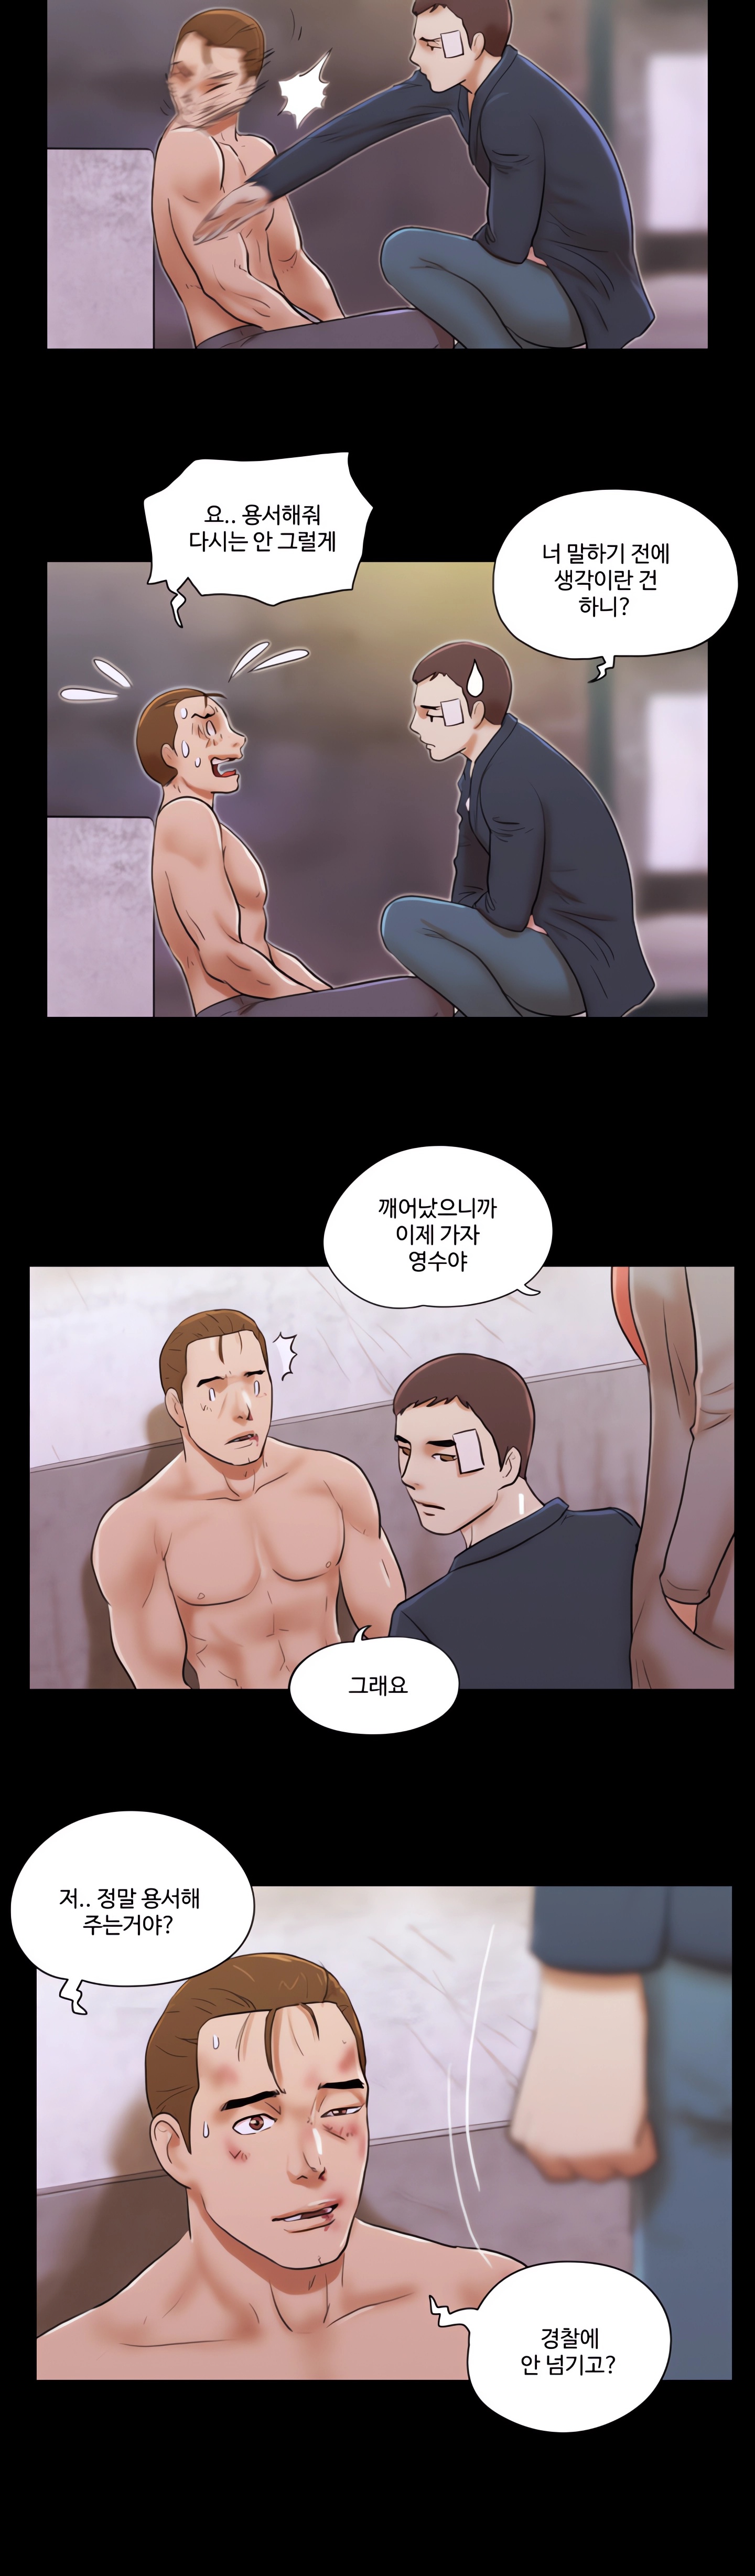 요.. 용서해줘
다시는 안 그럴게
너 말하기 전에
생각이란 건
하니?
깨어났으니까
이제 가자
영수야
그래요
저.. 정말 용서해
주는거야?
경찰에
안 넘기고?